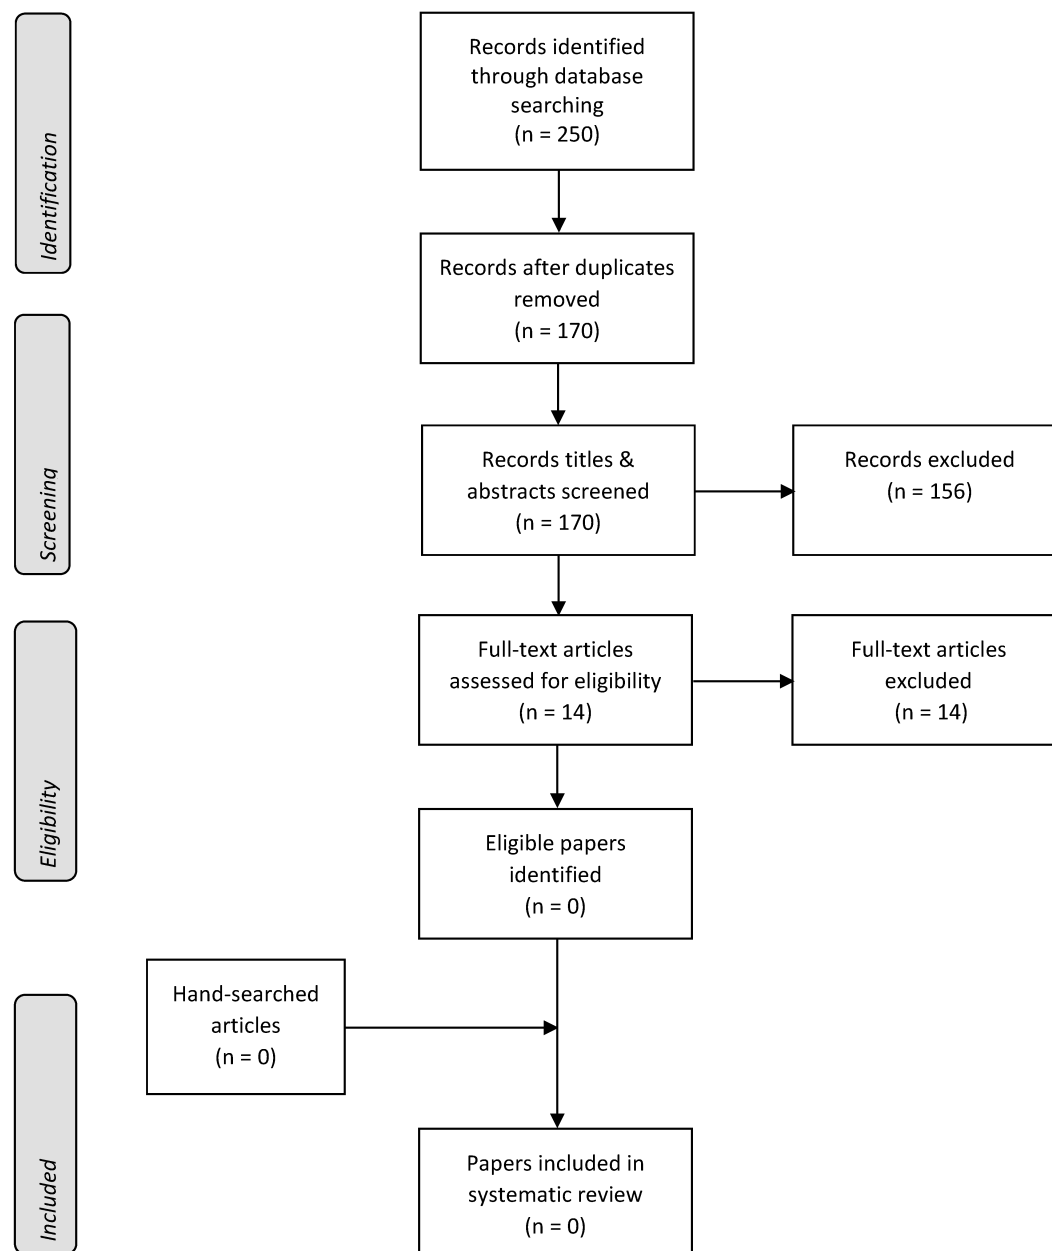 Identification
Records identified
through database
searching
(n = 250)
Records after duplicates
removed
(n = 170)
Screening
Records titles &
abstracts screened
(n = 170)
Records excluded
(n = 156)
Eligibility
Full-text articles
assessed for eligibility
(n = 14)
Full-text articles
excluded
(n = 14)
Eligible papers
identified
(n = 0)
Included
Hand-searched
articles
(n = 0)
Papers included in
systematic review
(n = 0)